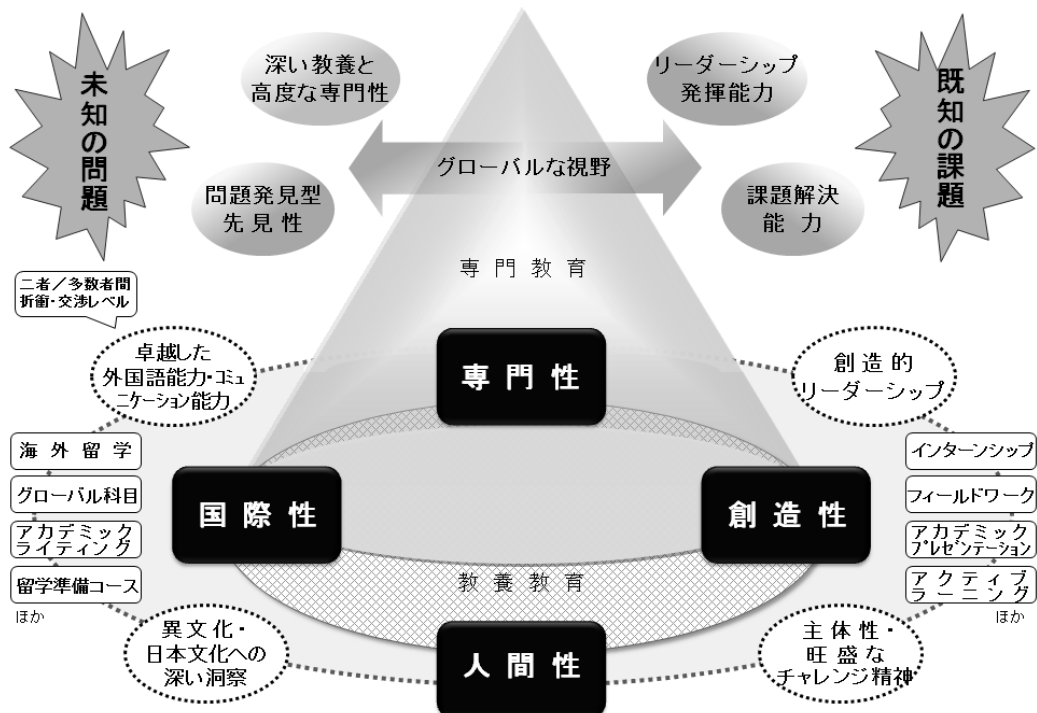 未知の問題
深い教養と
高度な専門性
リーダーシップ
発揮能力
既知の課題
グローバルな視野
問題発見型
先見性
課題解決
能力
専門教育
二者／多数者間
折衝・交渉レベル
卓越した
外国語能力・コミュ
ニケーション能力
専門性
創造的
リーダーシップ
海外留学
グローバル科目
アカデミック
ライティング
留学準備コース
ほか
国際性
創造性
インターンシップ
フィールドワーク
アカデミック
プレゼンテーション
アクティブ
ラーニング
ほか
教養教育
異文化・
日本文化への
深い洞察
人間性
主体性・
旺盛な
チャレンジ精神